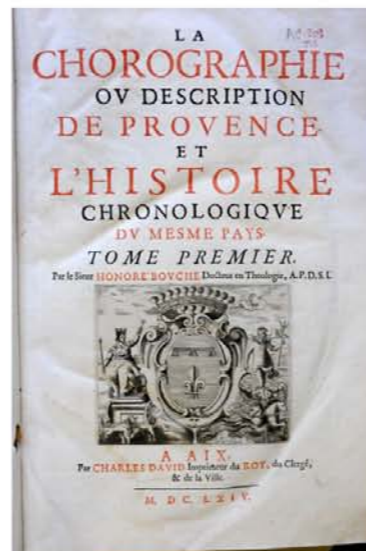 LA
CHOROGRAPHIE
OV DESCRIPTION
DE PROVENCE.
ET
L'HISTOIRE
CHRONOLOGIQVE
DV MESME PAYS.
TOME PREMIER.
Par le Sieur HONORE' BOVCHE Docteur en Theologie, A. P. D. S. I.
A AIX,
Par CHARLES DAVID Imprimeur du ROY, du Clergé,
& de la Ville.
M. DC. LXIV.